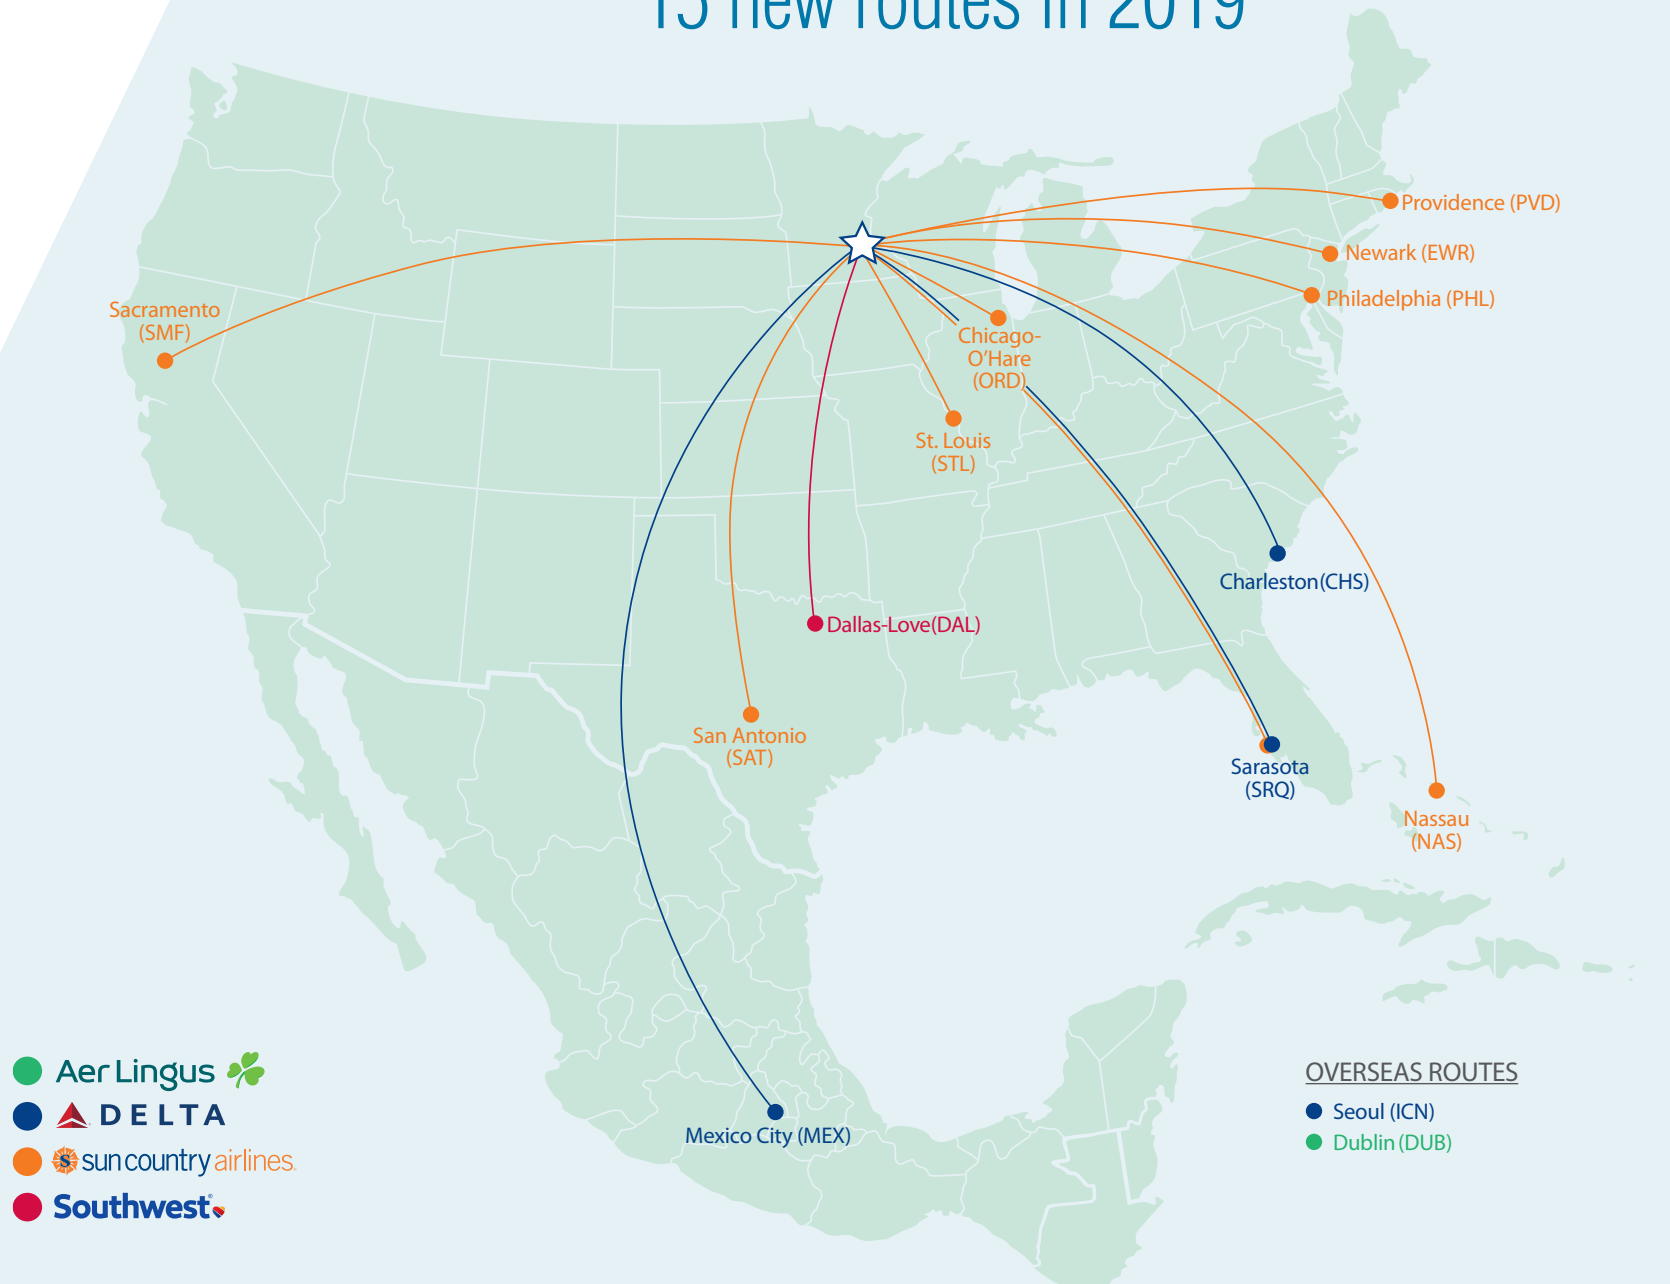 15 new routes in 2019
Providence (PVD)
Newark (EWR)
Philadelphia (PHL)
Sacramento
(SMF)
Chicago-
O'Hare
(ORD)
St. Louis
(STL)
Charleston(CHS)
Dallas-Love(DAL)
San Antonio
(SAT)
Sarasota
(SRQ)
Nassau
(NAS)
Mexico City (MEX)
Aer Lingus
DELTA
S sun country airlines.
Southwest®
OVERSEAS ROUTES
Seoul (ICN)
Dublin (DUB)